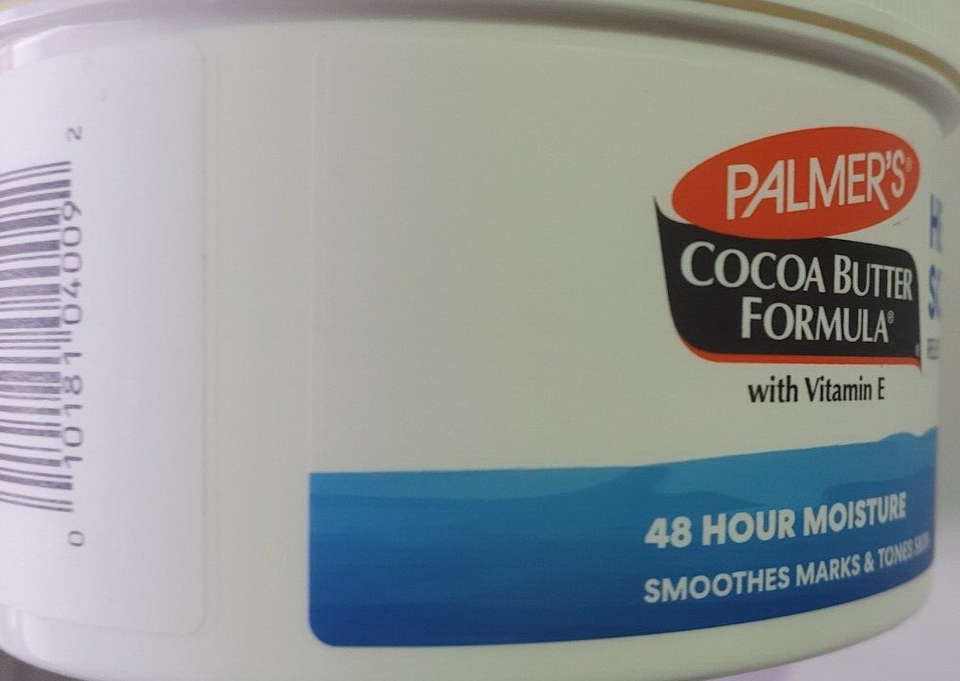 0 10181 04009 2
PALMER'S®
COCOA BUTTER
FORMULA®
with Vitamin E
48 HOUR MOISTURE
SMOOTHES MARKS & TONES SKIN